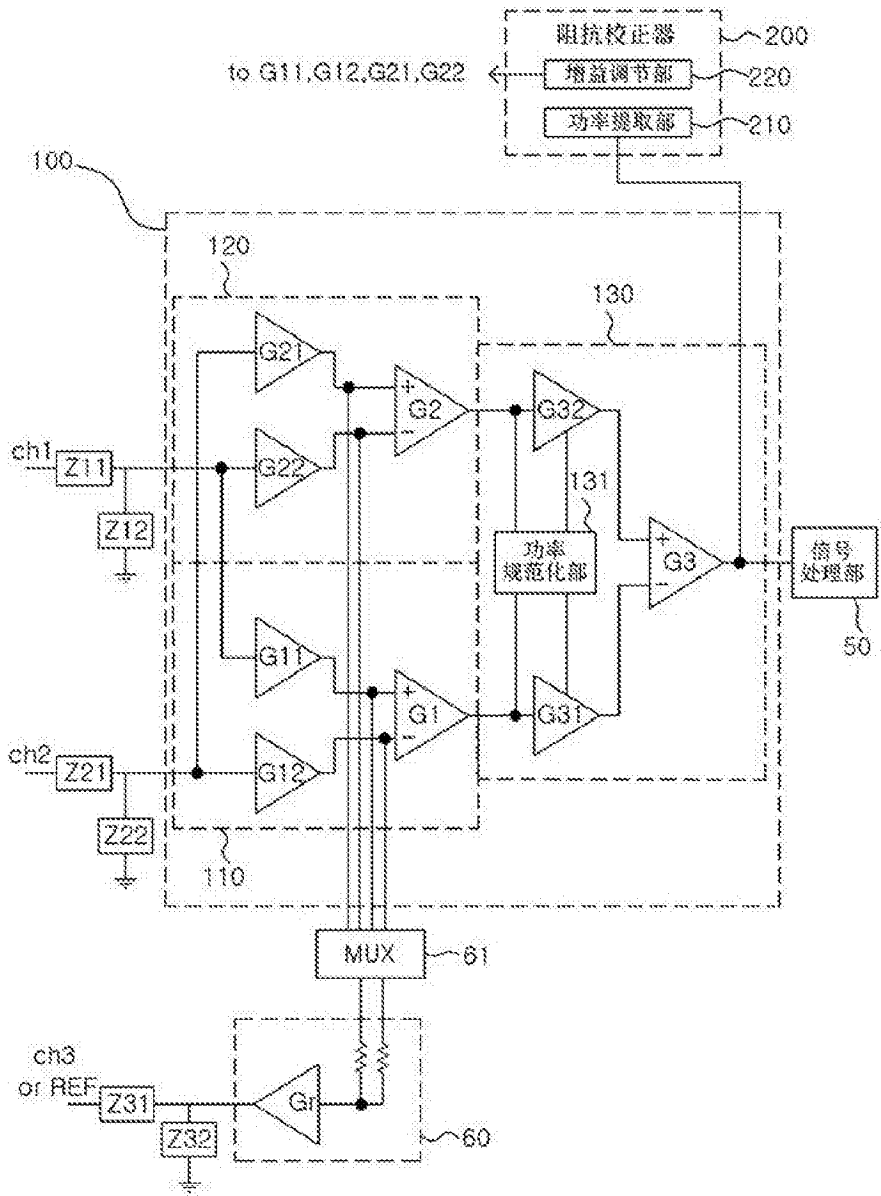 阻抗校正器
200
to G11,G12,G21,G22
增益调节部
220
功率提取部
210
100
120
130
G21
G2
+
−
G32
ch1
Z11
G22
131
Z12
功率
规范化部
+
G3
−
信号
处理部
50
G11
+
G1
−
G31
ch2
Z21
G12
Z22
110
MUX
61
ch3
or REF
Z31
Gr
Z32
60